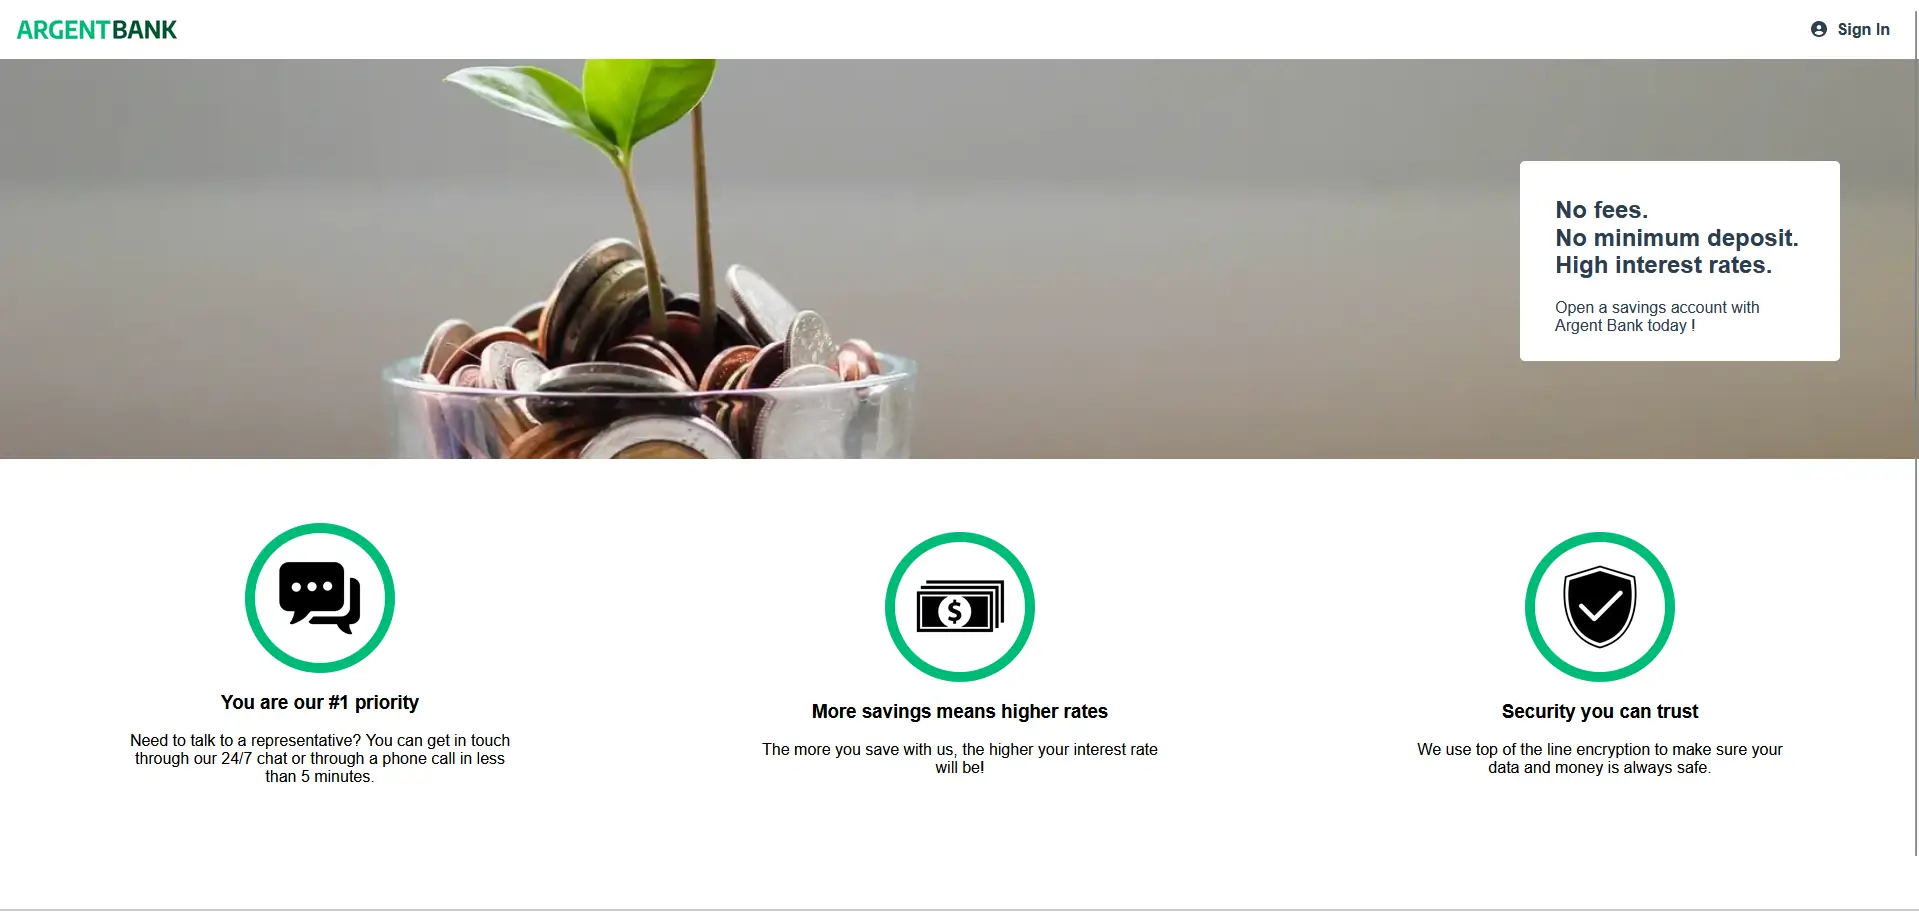 ARGENTBANK
Sign In
No fees.
No minimum deposit.
High interest rates.
Open a savings account with
Argent Bank today !
You are our #1 priority
Need to talk to a representative? You can get in touch
through our 24/7 chat or through a phone call in less
than 5 minutes.
$
More savings means higher rates
The more you save with us, the higher your interest rate
will be!
Security you can trust
We use top of the line encryption to make sure your
data and money is always safe.